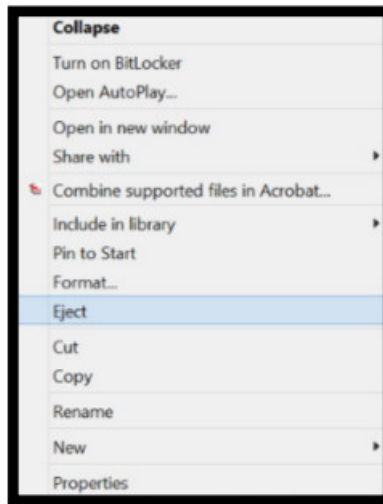 Collapse
Turn on BitLocker
Open AutoPlay...
Open in new window
Share with
Combine supported files in Acrobat...
Include in library
Pin to Start
Format...
Eject
Cut
Copy
Rename
New
Properties